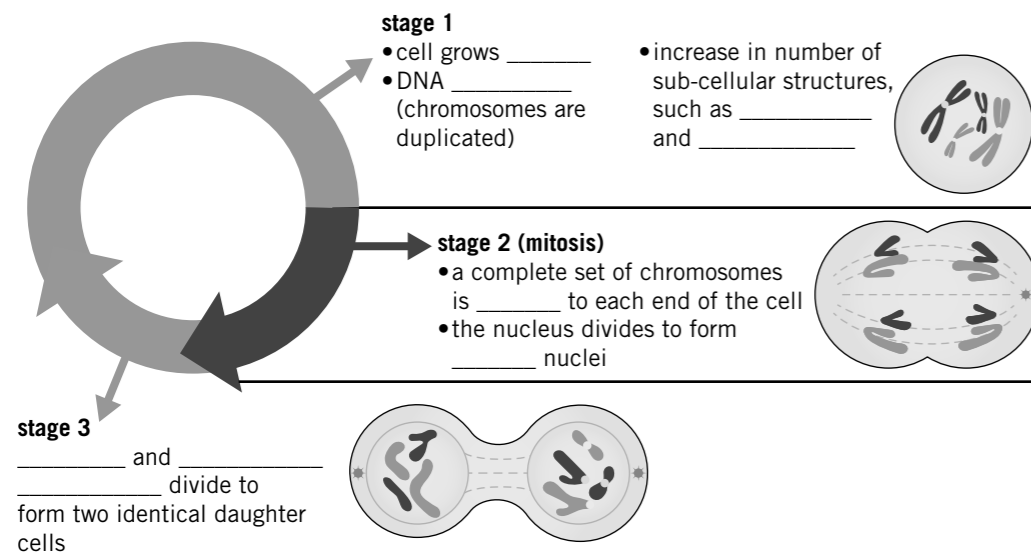 stage 1
• cell grows _______
• DNA __________
(chromosomes are
duplicated)
• increase in number of
sub-cellular structures,
such as ___________
and _____________
stage 2 (mitosis)
• a complete set of chromosomes
is _______ to each end of the cell
• the nucleus divides to form
_______ nuclei
stage 3
_________ and ____________
____________ divide to
form two identical daughter
cells